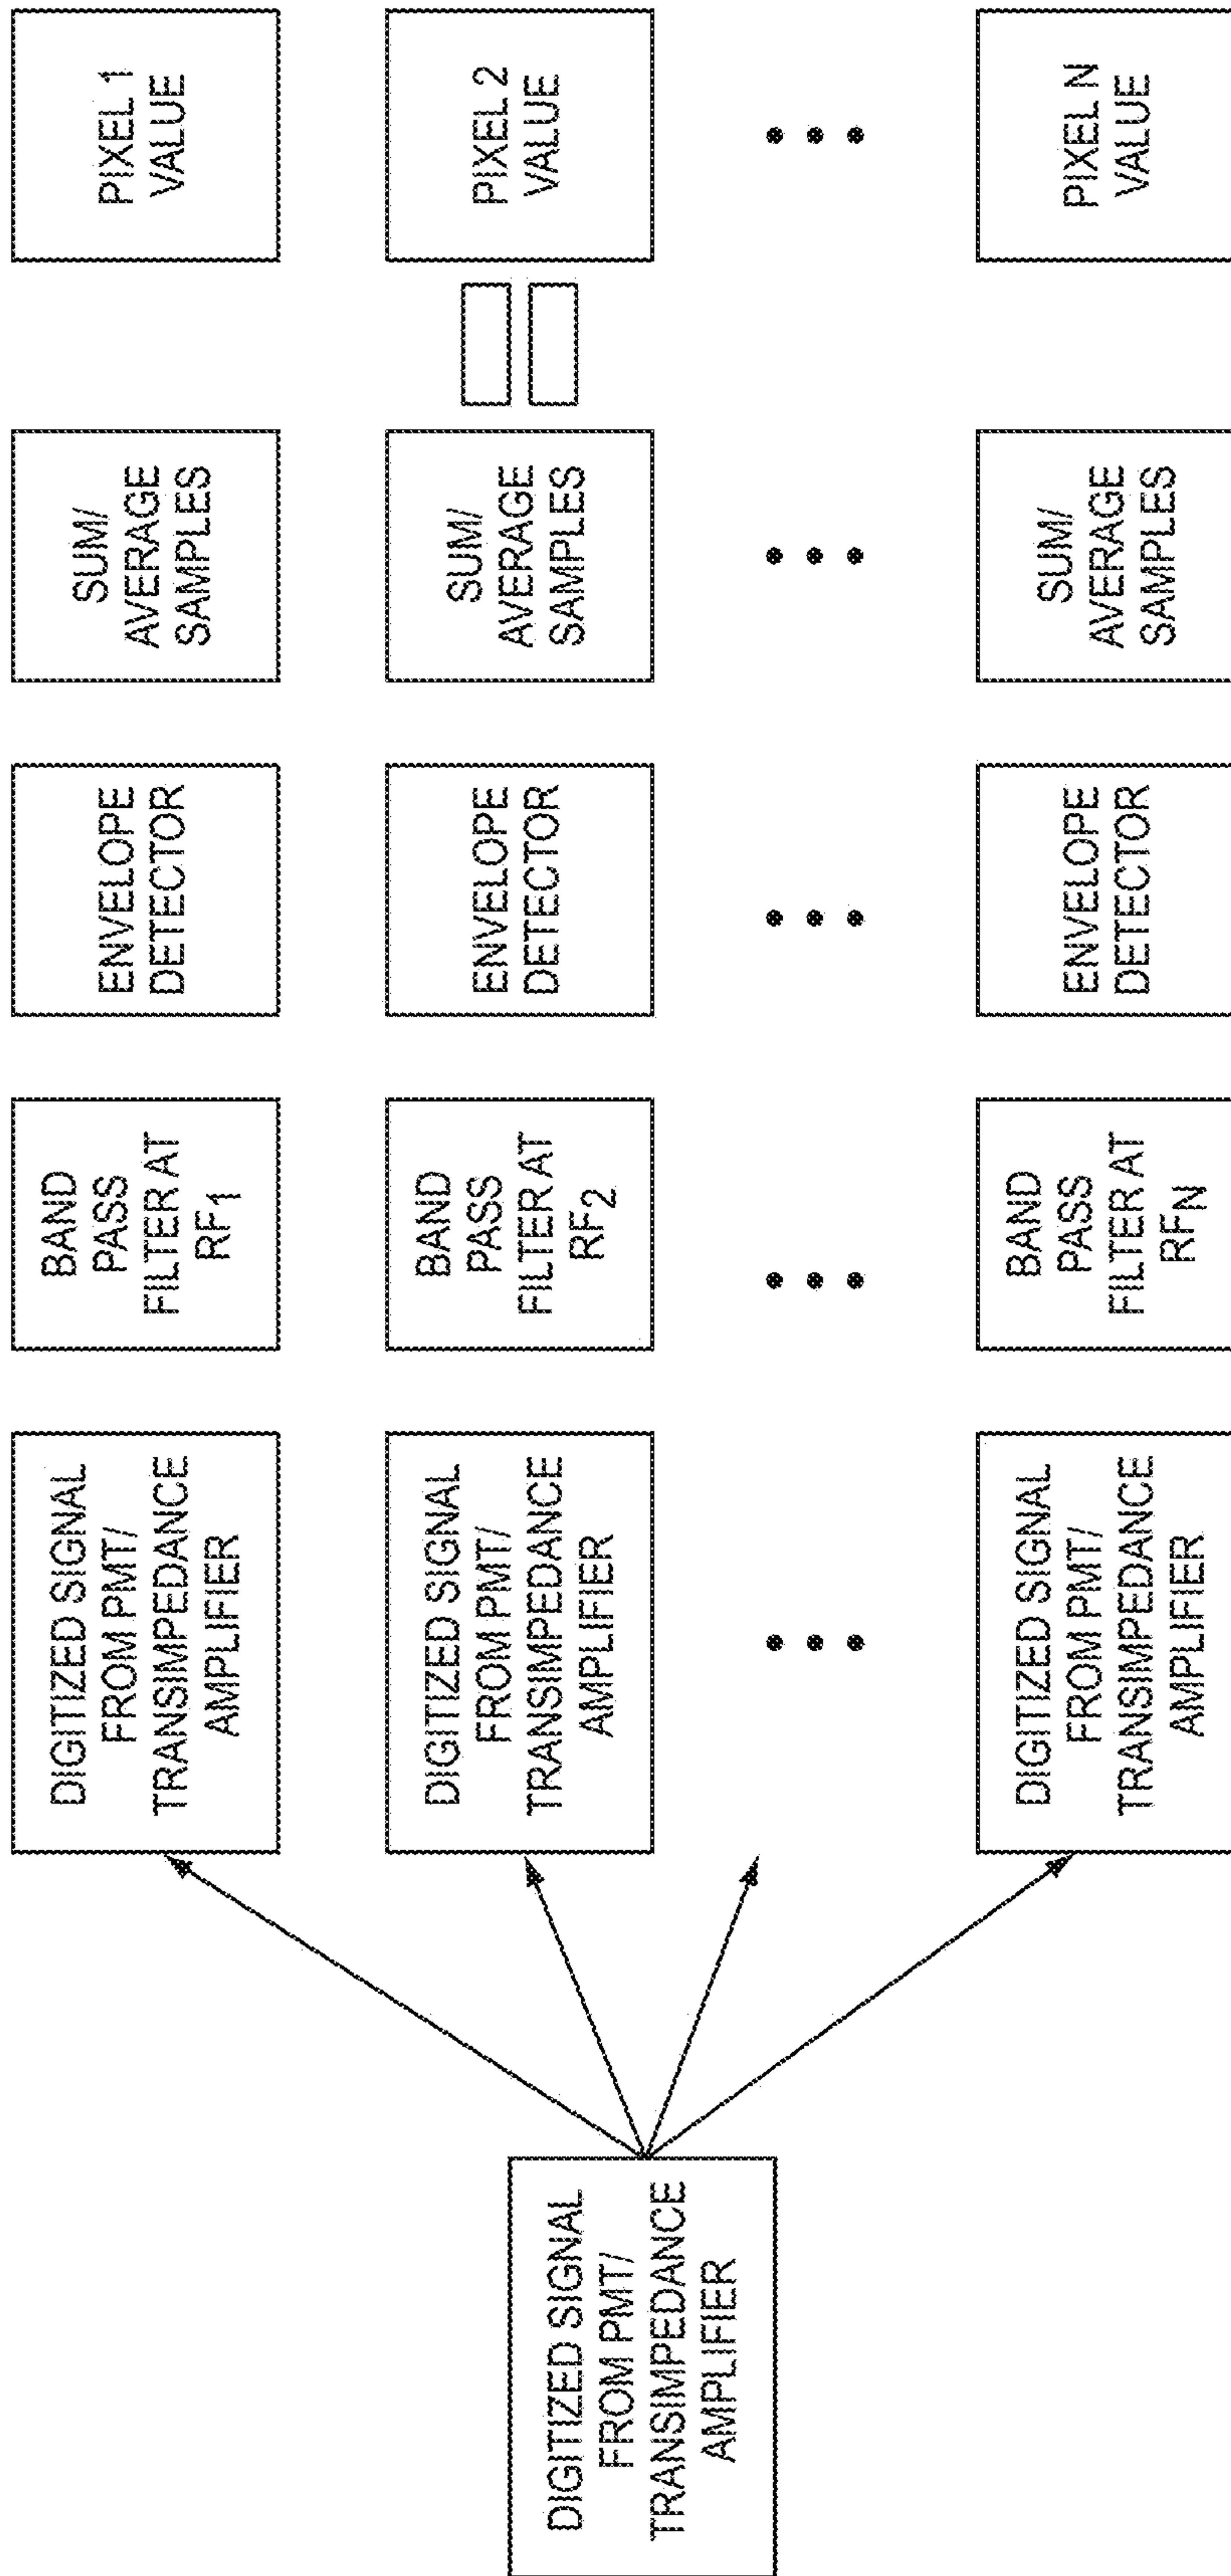 DIGITIZED SIGNAL
FROM PMT/
TRANSIMPEDANCE
AMPLIFIER
DIGITIZED SIGNAL
FROM PMT/
TRANSIMPEDANCE
AMPLIFIER
BAND
PASS
FILTER AT
RF₁
ENVELOPE
DETECTOR
SUM/
AVERAGE
SAMPLES
PIXEL 1
VALUE
DIGITIZED SIGNAL
FROM PMT/
TRANSIMPEDANCE
AMPLIFIER
BAND
PASS
FILTER AT
RF₂
ENVELOPE
DETECTOR
SUM/
AVERAGE
SAMPLES
PIXEL 2
VALUE
DIGITIZED SIGNAL
FROM PMT/
TRANSIMPEDANCE
AMPLIFIER
BAND
PASS
FILTER AT
RFN
ENVELOPE
DETECTOR
SUM/
AVERAGE
SAMPLES
PIXEL N
VALUE